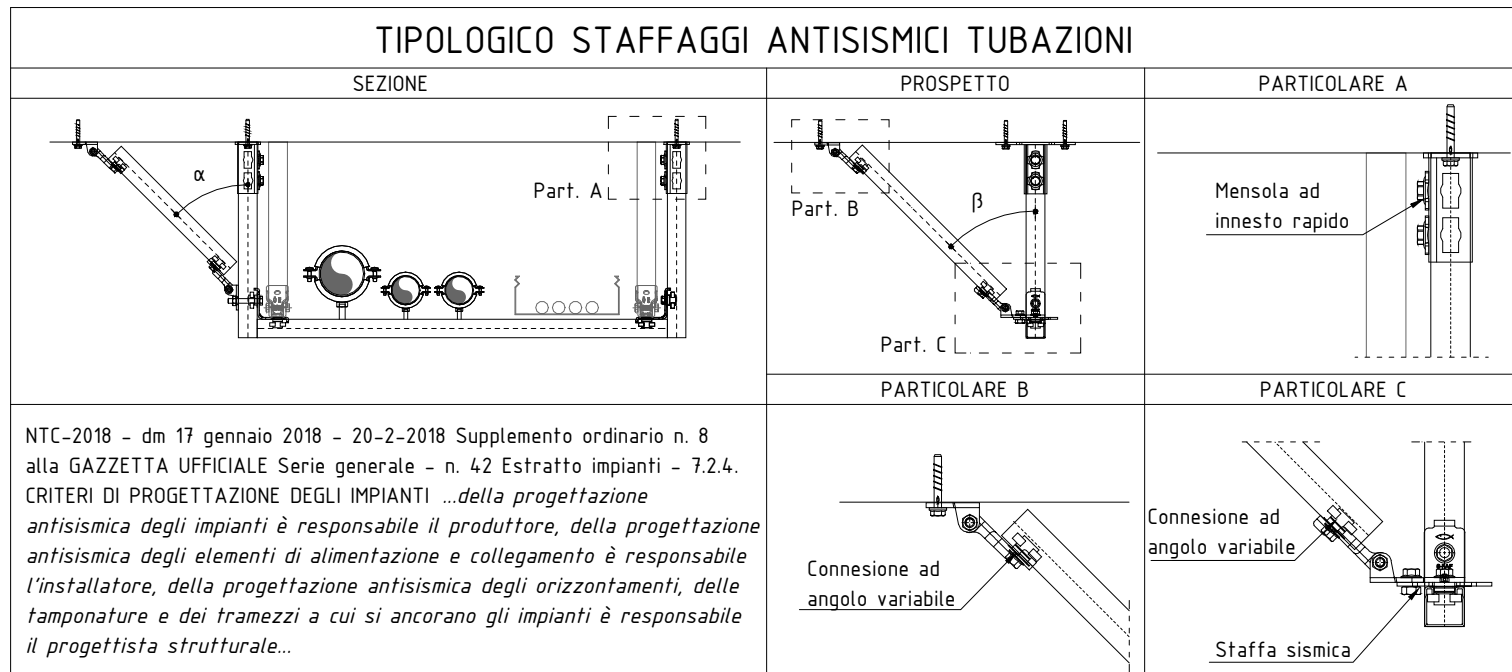 TIPOLOGICO STAFFAGGI ANTISISMICI TUBAZIONI
SEZIONE
PROSPETTO
PARTICOLARE A
α
Part. A
Part. B
β
Part. C
Mensola ad
innesto rapido
PARTICOLARE B
PARTICOLARE C
NTC-2018 - dm 17 gennaio 2018 - 20-2-2018 Supplemento ordinario n. 8
alla GAZZETTA UFFICIALE Serie generale - n. 42 Estratto impianti - 7.2.4.
CRITERI DI PROGETTAZIONE DEGLI IMPIANTI ...della progettazione
antisismica degli impianti è responsabile il produttore, della progettazione
antisismica degli elementi di alimentazione e collegamento è responsabile
l'installatore, della progettazione antisismica degli orizzontamenti, delle
tamponature e dei tramezzi a cui si ancorano gli impianti è responsabile
il progettista strutturale...
Connesione ad
angolo variabile
Connesione ad
angolo variabile
Staffa sismica